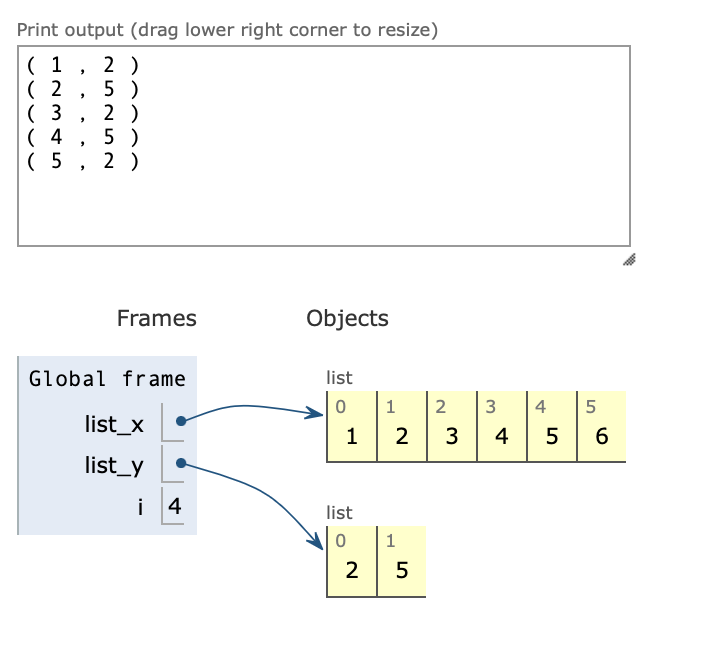 Print output (drag lower right corner to resize)
( 1 , 2 )
( 2 , 5 )
( 3 , 2 )
( 4 , 5 )
( 5 , 2 )
Frames Objects
Global frame
list_x
list_y
i 4
list
0 1 2 3 4 5
1 2 3 4 5 6
list
0 1
2 5